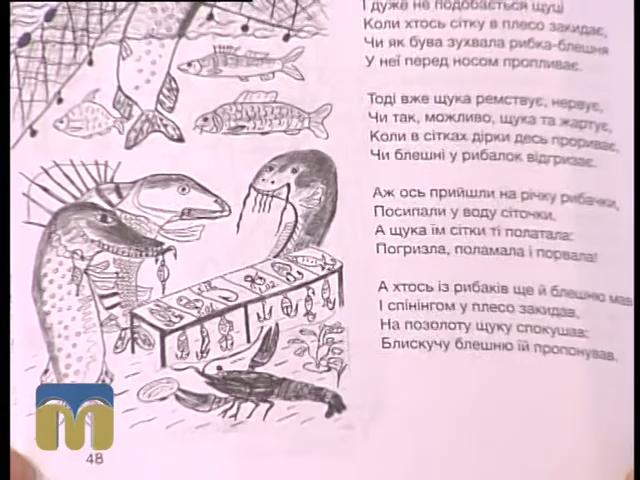 І дуже не подобається щуці
Коли хтось сітку в плесо закидає,
Чи як бува зухвала рибка-блешня
У неї перед носом пропливає.
Тоді вже щука ремствує, нервує,
Чи так, можливо, щука та жартує,
Коли в сітках дірки десь прориває,
Чи блешні у рибалок відгризає.
Аж ось прийшли на річку рибачки,
Посипали у воду сіточки.
А щука їм сітки ті полатала:
Погризла, поламала і порвала!
А хтось із рибаків ще й блешню мав
І спінінгом у плесо закидав,
На позолоту щуку спокушав:
Блискучу блешню їй пропонував.
48